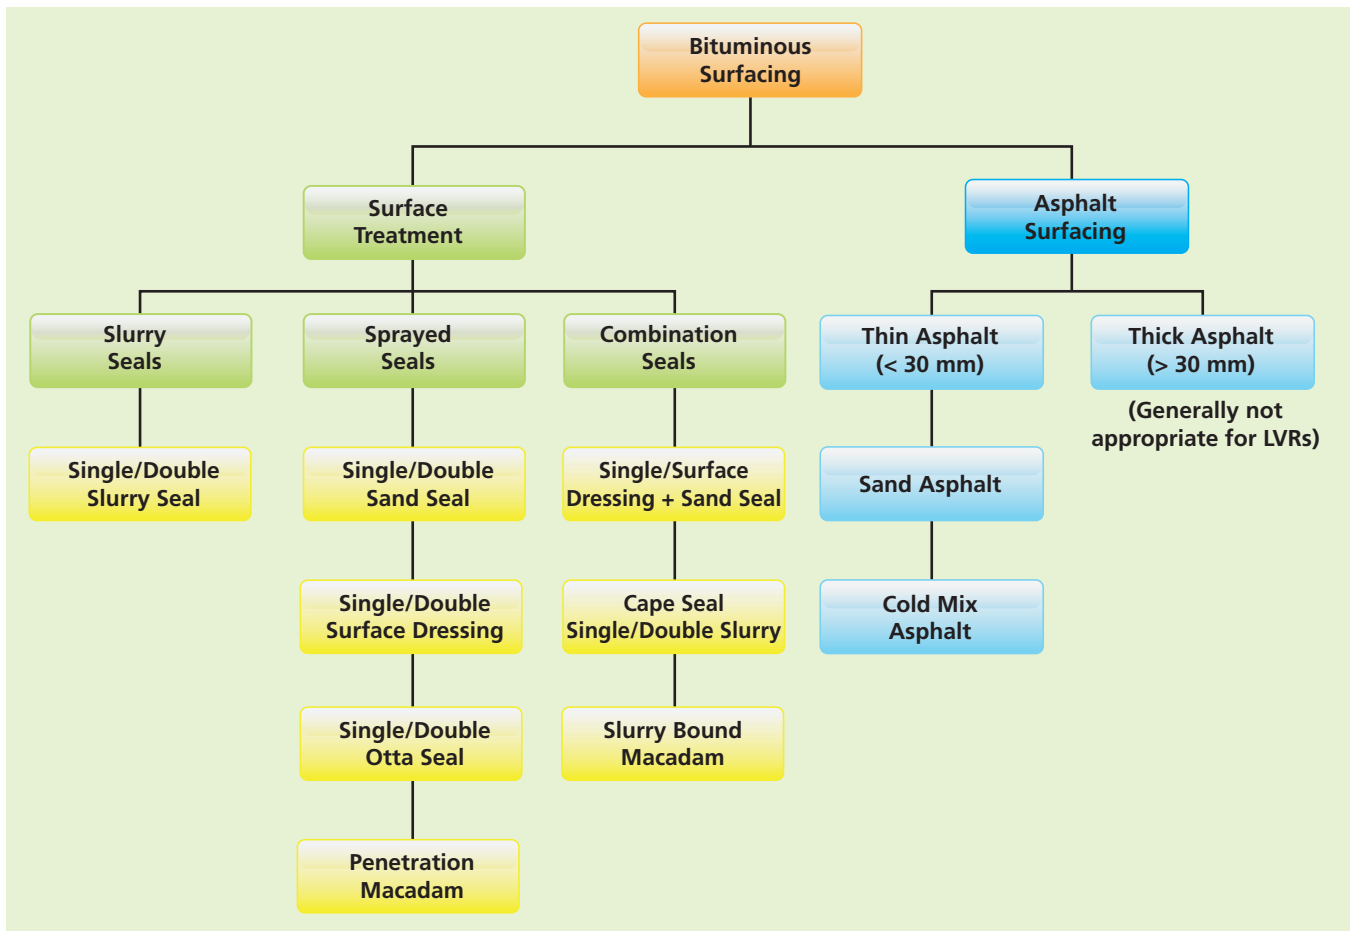 Bituminous
Surfacing
Surface
Treatment
Asphalt
Surfacing
Slurry
Seals
Sprayed
Seals
Combination
Seals
Thin Asphalt
(< 30 mm)
Thick Asphalt
(> 30 mm)
(Generally not
appropriate for LVRs)
Single/Double
Slurry Seal
Single/Double
Sand Seal
Single/Surface
Dressing + Sand Seal
Sand Asphalt
Single/Double
Surface Dressing
Cape Seal
Single/Double Slurry
Cold Mix
Asphalt
Single/Double
Otta Seal
Slurry Bound
Macadam
Penetration
Macadam